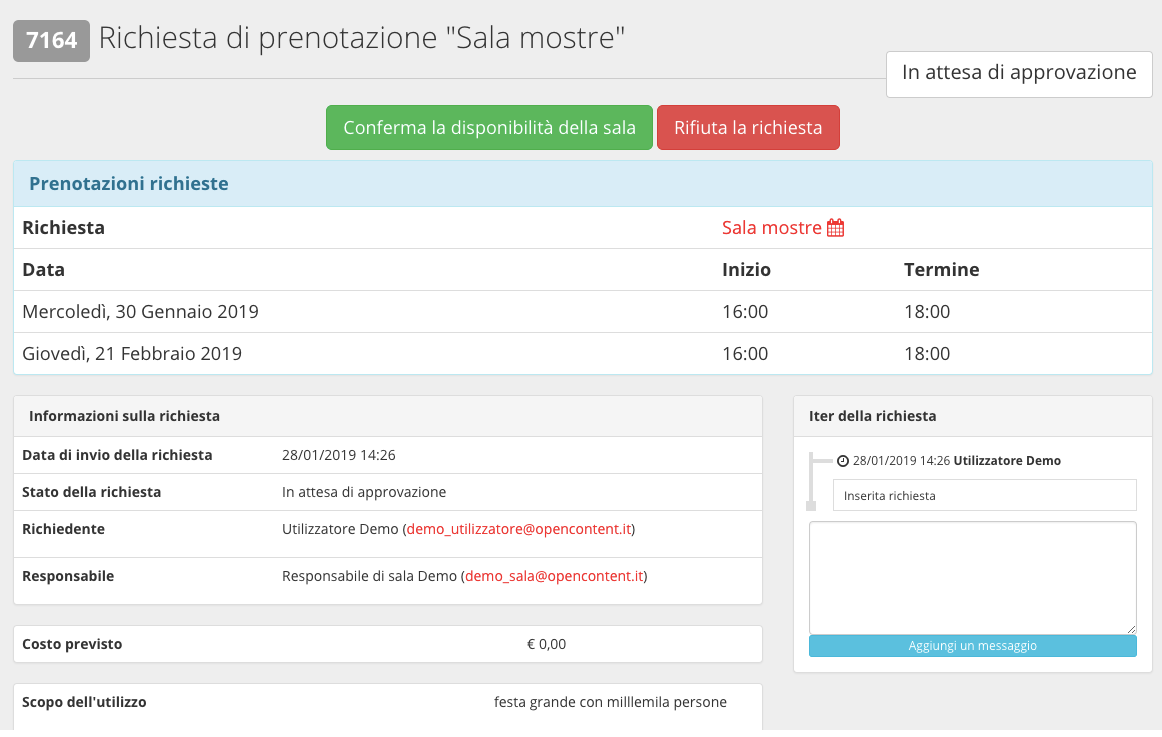 7164 Richiesta di prenotazione "Sala mostre"
In attesa di approvazione
Conferma la disponibilità della sala Rifiuta la richiesta
Prenotazioni richieste
Richiesta Sala mostre
Data Inizio Termine
Mercoledì, 30 Gennaio 2019 16:00 18:00
Giovedì, 21 Febbraio 2019 16:00 18:00
Informazioni sulla richiesta
Data di invio della richiesta 28/01/2019 14:26
Stato della richiesta In attesa di approvazione
Richiedente Utilizzatore Demo (demo_utilizzatore@opencontent.it)
Responsabile Responsabile di sala Demo (demo_sala@opencontent.it)
Costo previsto € 0,00
Scopo dell'utilizzo festa grande con milllemila persone
Iter della richiesta
28/01/2019 14:26 Utilizzatore Demo
Inserita richiesta
Aggiungi un messaggio